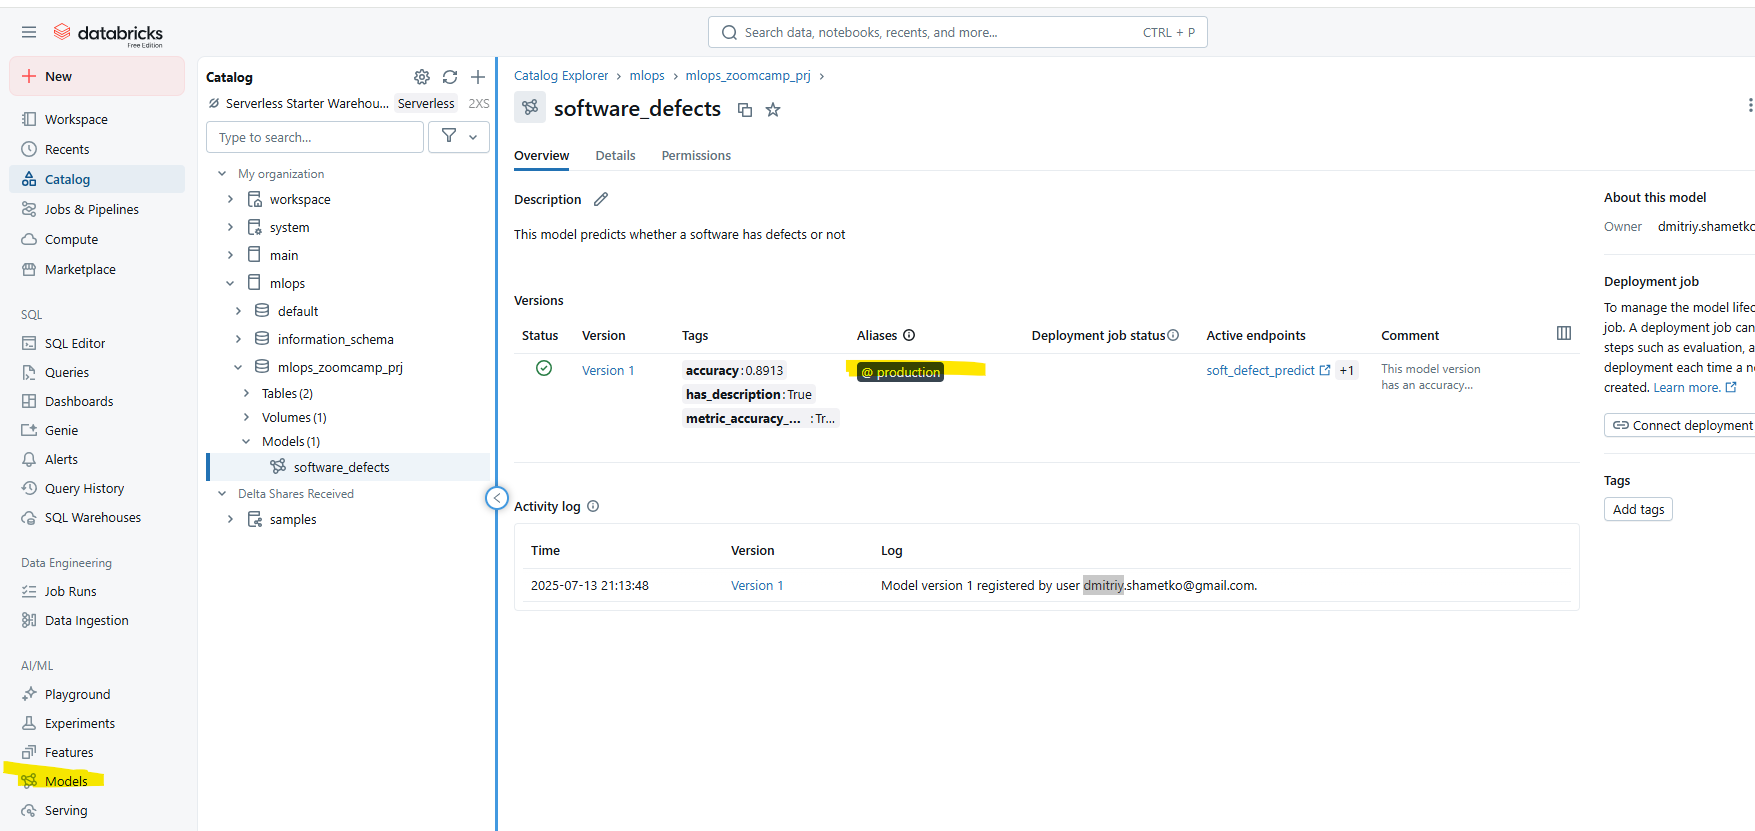 databricks
Free Edition
Search data, notebooks, recents, and more...
CTRL + P
New
Workspace
Recents
Catalog
Jobs & Pipelines
Compute
Marketplace
SQL
SQL Editor
Queries
Dashboards
Genie
Alerts
Query History
SQL Warehouses
Data Engineering
Job Runs
Data Ingestion
AI/ML
Playground
Experiments
Features
Models
Serving
Catalog
Serverless Starter Warehou... Serverless 2XS
Type to search...
My organization
workspace
system
main
mlops
default
information_schema
mlops_zoomcamp_prj
Tables (2)
Volumes (1)
Models (1)
software_defects
Delta Shares Received
samples
Catalog Explorer > mlops > mlops_zoomcamp_prj >
software_defects
Overview Details Permissions
Description
This model predicts whether a software has defects or not
Versions
Status Version Tags Aliases Deployment job status Active endpoints Comment
Version 1
accuracy:0.8913
has_description:True
metric_accuracy_... :Tr...
@ production
soft_defect_predict +1
This model version
has an accuracy...
Activity log
Time Version Log
2025-07-13 21:13:48 Version 1 Model version 1 registered by user dmitriy.shametko@gmail.com.
About this model
Owner dmitriy.shametko
Deployment job
To manage the model lifec
job. A deployment job can
steps such as evaluation, a
deployment each time a ne
created. Learn more.
Connect deployment
Tags
Add tags